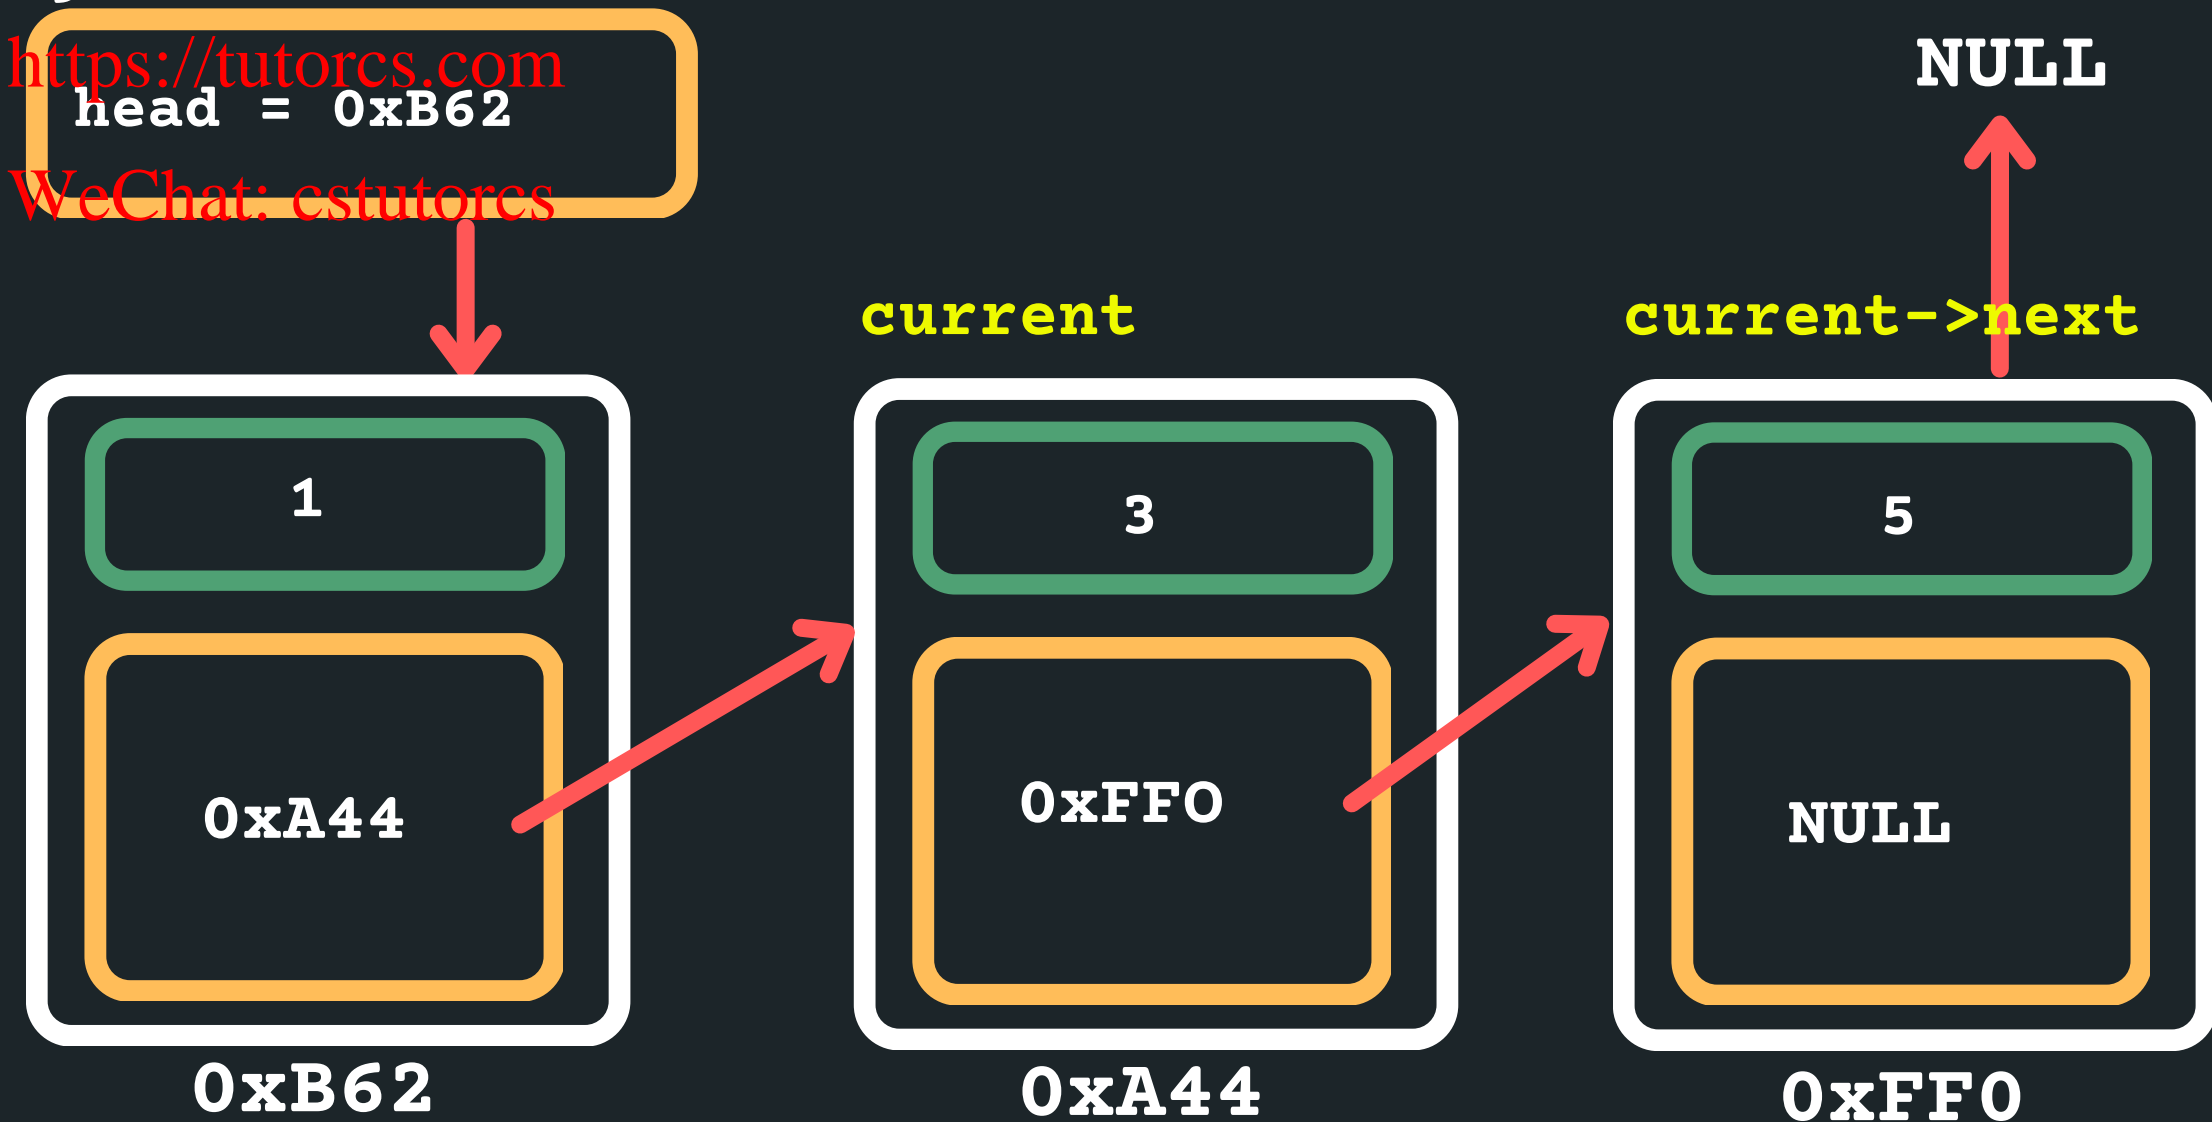 https://tutorcs.com
head = 0xB62
WeChat: cstutorcs
NULL
current
current->next
1
3
5
0xA44
0xFFO
NULL
0xB62
0xA44
0xFF0